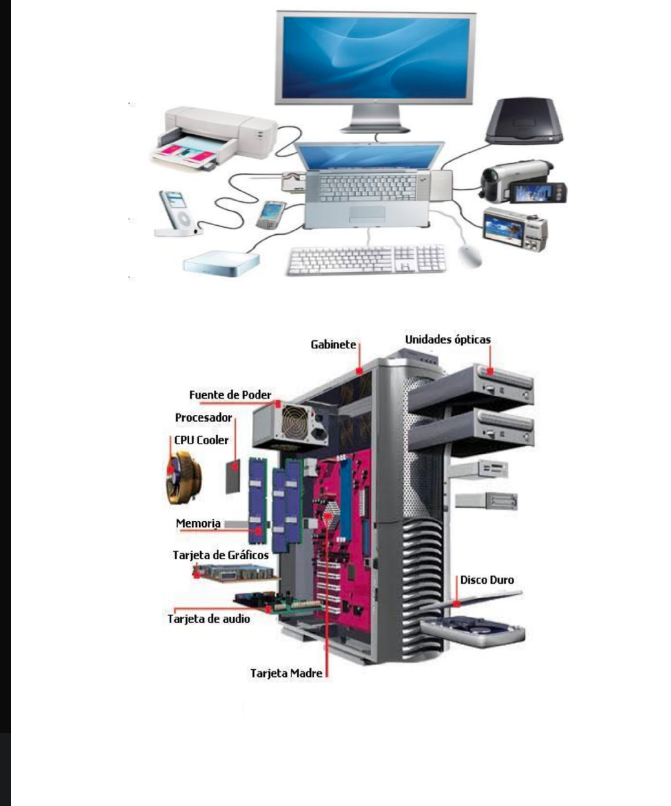 Gabinete
Unidades ópticas
Fuente de Poder
Procesador
CPU Cooler
Memoria
Tarjeta de Gráficos
Disco Duro
Tarjeta de audio
Tarjeta Madre